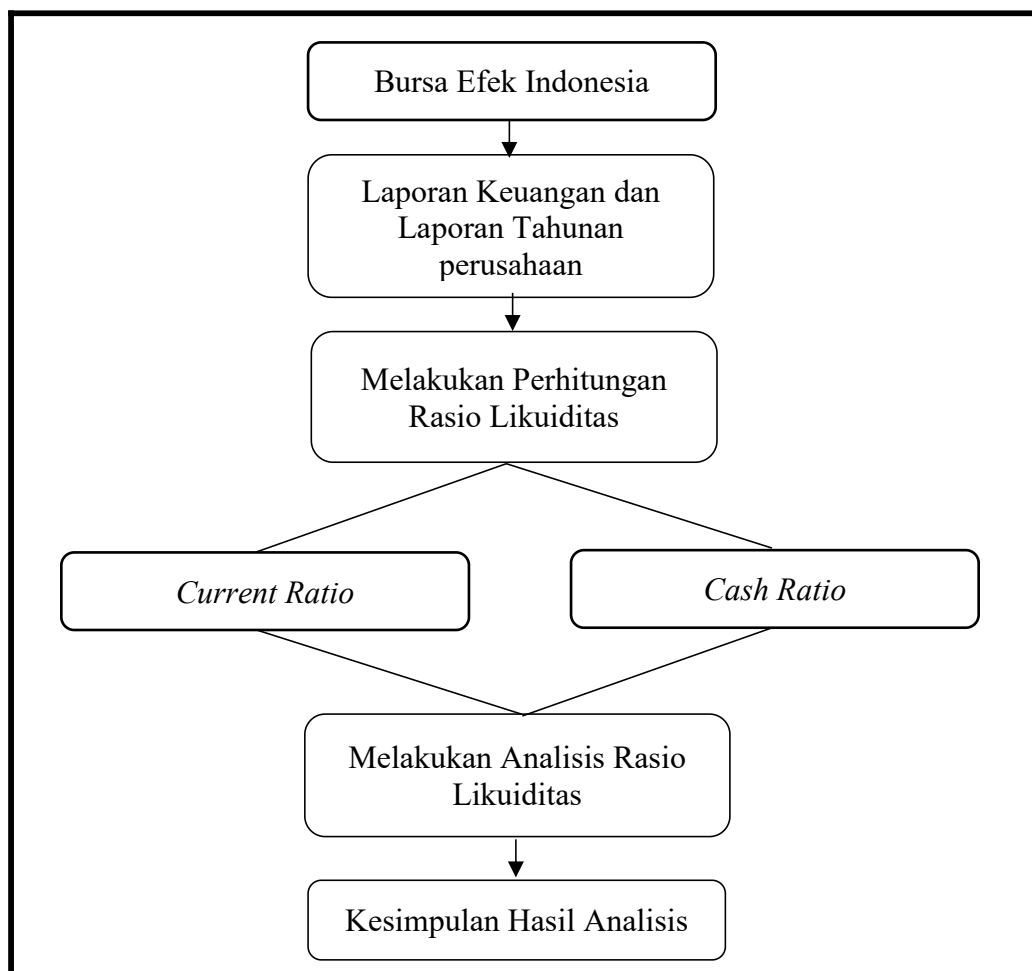 Bursa Efek Indonesia
Laporan Keuangan dan
Laporan Tahunan
perusahaan
Melakukan Perhitungan
Rasio Likuiditas
Current Ratio
Cash Ratio
Melakukan Analisis Rasio
Likuiditas
Kesimpulan Hasil Analisis